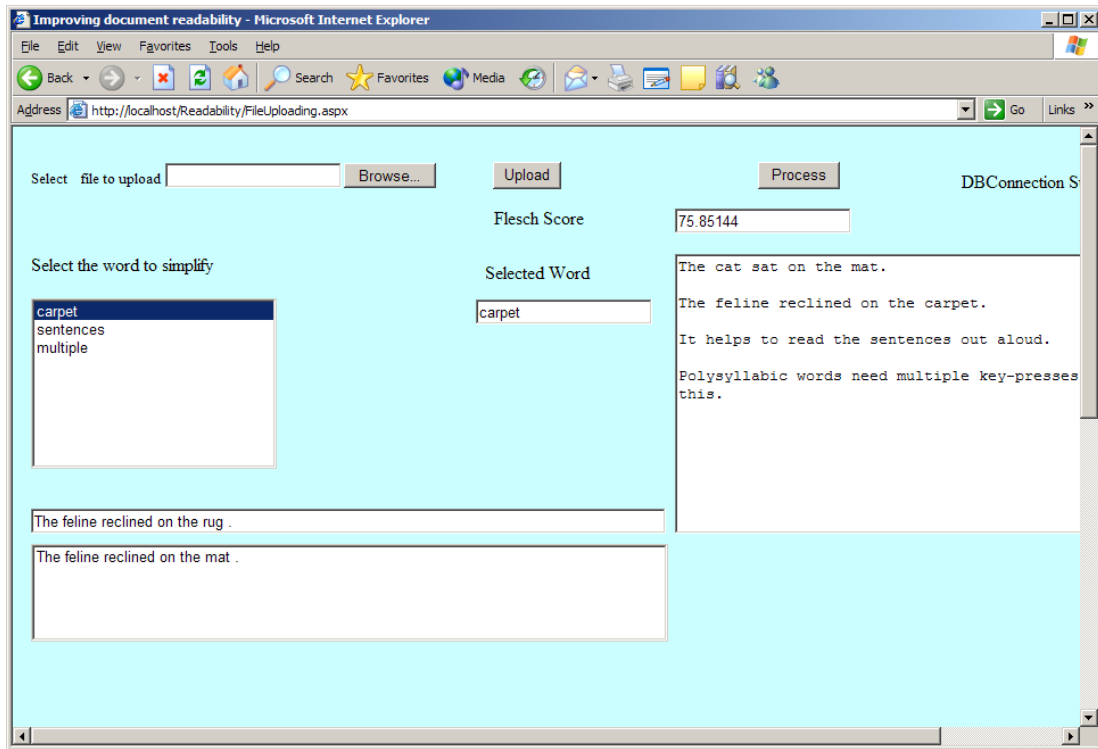 Improving document readability - Microsoft Internet Explorer
File Edit View Favorites Tools Help
Back Search Favorites Media
Address http://localhost/Readability/FileUploading.aspx Go Links »
Select file to upload Browse... Upload Process DBConnection S
Flesch Score 75.85144
Select the word to simplify
Selected Word
carpet
sentences
multiple
carpet
The cat sat on the mat.
The feline reclined on the carpet.
It helps to read the sentences out aloud.
Polysyllabic words need multiple key-presses
this.
The feline reclined on the rug .
The feline reclined on the mat .